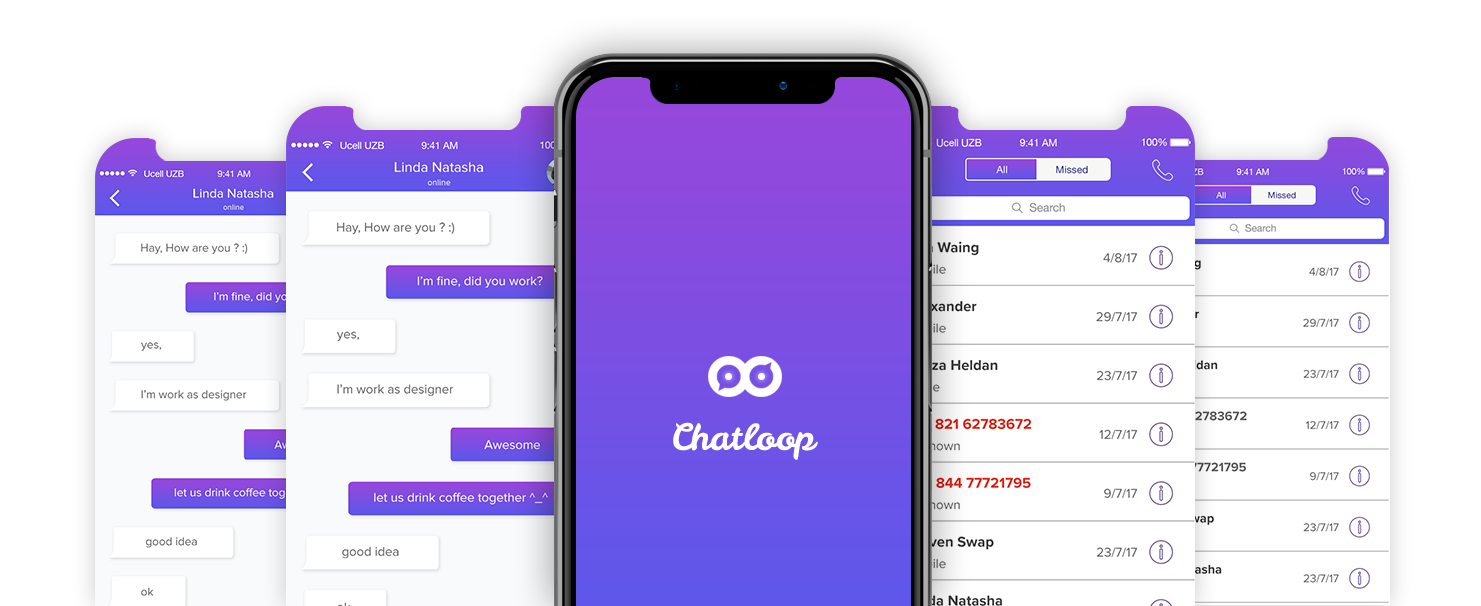 Ucell UZB 9:41 AM
Linda Natasha
online
Hay, How are you ? :)
I'm fine, did yo
yes,
I'm work as designer
let us drink coffee tog
good idea
ok
Ucell UZB 9:41 AM 100
Linda Natasha
online
Hay, How are you ? :)
I'm fine, did you work?
yes,
I'm work as designer
Awesome
let us drink coffee together ^_^
good idea
Chatloop
Ucell UZB 9:41 AM 100%
All Missed
Search
Waing
4/8/17
ile
xander
29/7/17
ile
za Heldan
23/7/17
e
821 62783672
12/7/17
nown
844 77721795
9/7/17
nown
ven Swap
23/7/17
ile
da Natasha
ZB 9:41 AM 100%
All Missed
Search
g
4/8/17
r
29/7/17
dan
23/7/17
2783672
12/7/17
77721795
9/7/17
wap
23/7/17
asha
23/7/17